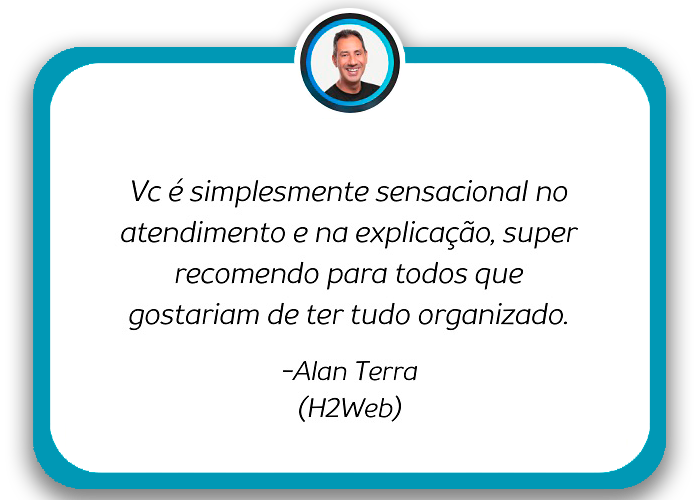 Vc é simplesmente sensacional no
atendimento e na explicação, super
recomendo para todos que
gostariam de ter tudo organizado.
-Alan Terra
(H2Web)